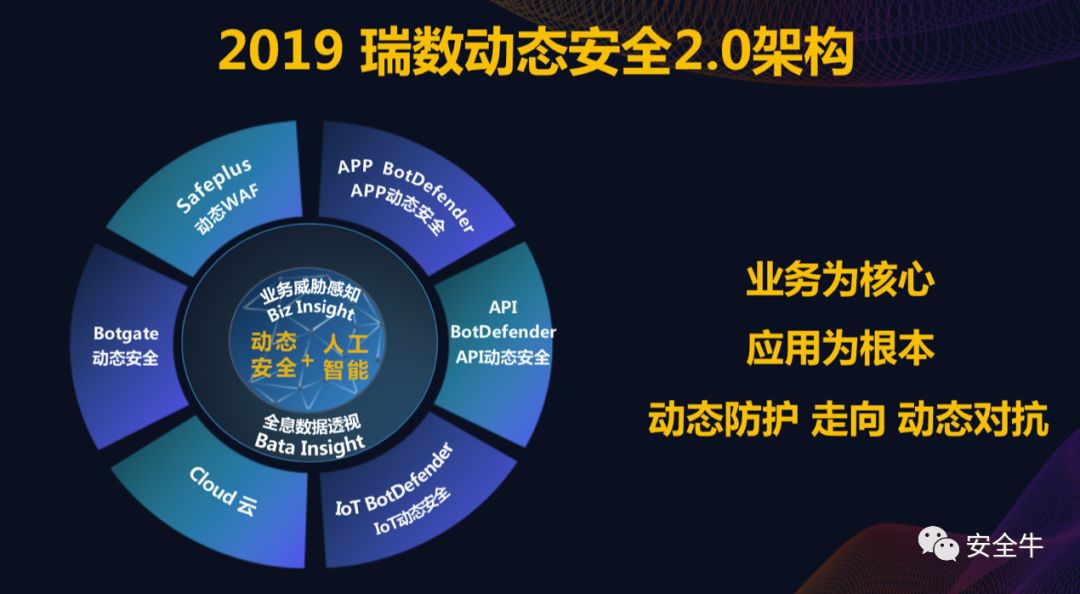 2019 瑞数动态安全2.0架构
Safeplus
动态WAF
APP BotDefender
APP动态安全
Botgate
动态安全
业务威胁感知
Biz Insight
动态
安全
+
人工
智能
全息数据透视
Bata Insight
API
BotDefender
API动态安全
Cloud 云
IoT BotDefender
IoT动态安全
业务为核心
应用为根本
动态防护 走向 动态对抗
安全牛